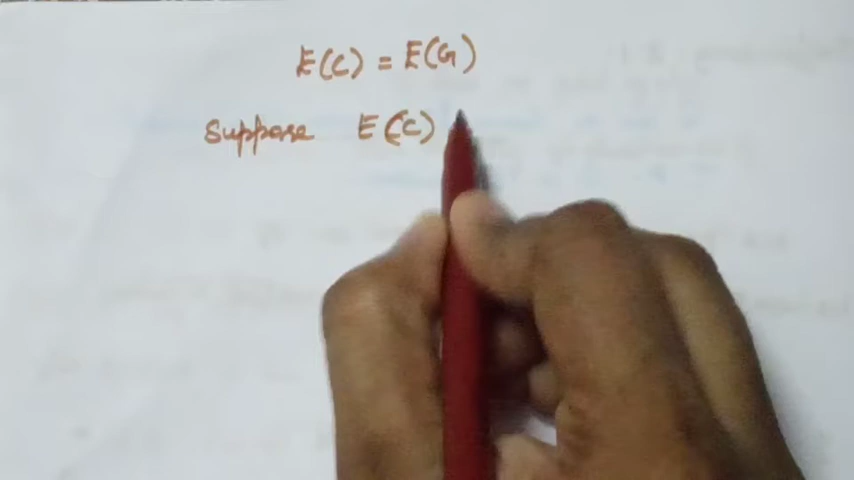 E(C) = E(G)
Suppose E(C)